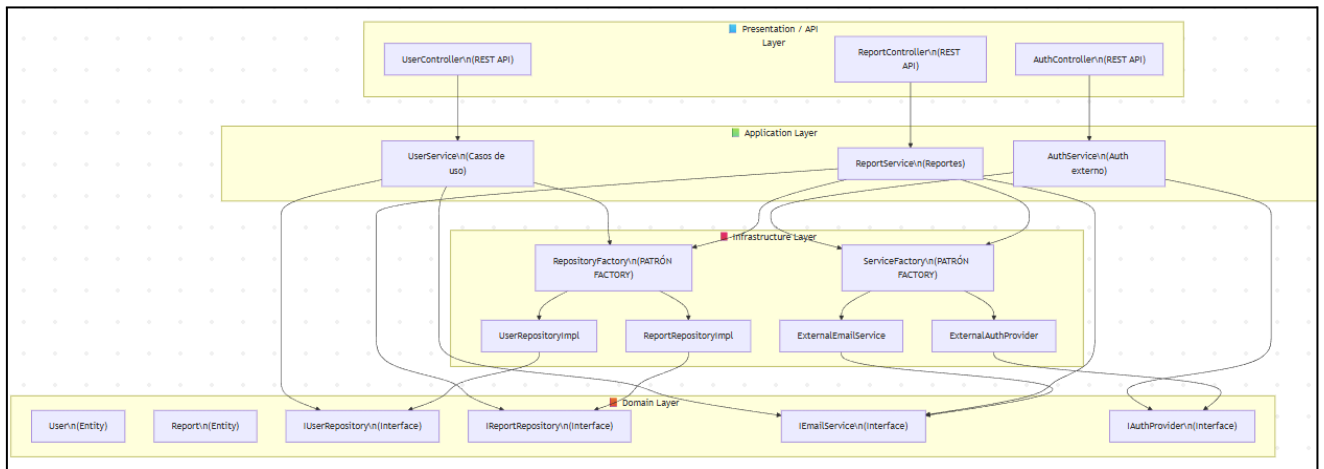 Presentation / API
Layer
UserController\n(REST API)
ReportController\n(REST
API)
AuthController\n(REST API)
Application Layer
UserService\n(Casos de
uso)
ReportService\n(Reportes)
AuthService\n(Auth
externo)
Infrastructure Layer
RepositoryFactory\n(PATRÓN
FACTORY)
ServiceFactory\n(PATRÓN
FACTORY)
UserRepositoryImpl
ReportRepositoryImpl
ExternalEmailService
ExternalAuthProvider
Domain Layer
User\n(Entity)
Report\n(Entity)
IUserRepository\n(Interface)
IReportRepository\n(Interface)
IEmailService\n(Interface)
IAuthProvider\n(Interface)